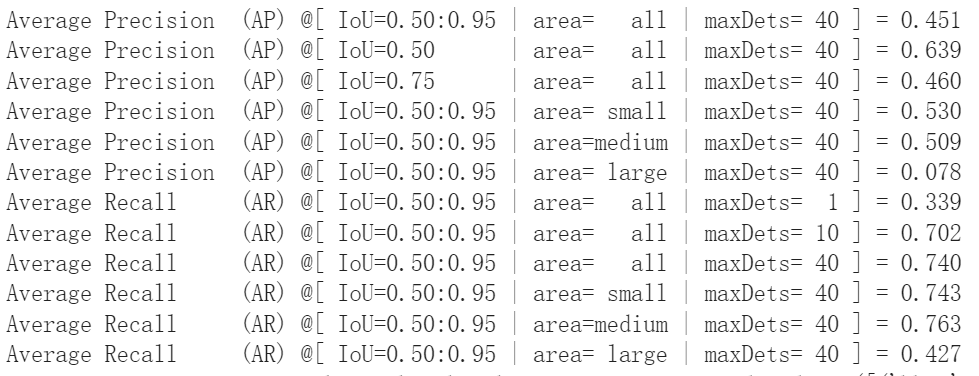 Average Precision  (AP) @[ IoU=0.50:0.95 | area=   all | maxDets= 40 ] = 0.451
Average Precision  (AP) @[ IoU=0.50      | area=   all | maxDets= 40 ] = 0.639
Average Precision  (AP) @[ IoU=0.75      | area=   all | maxDets= 40 ] = 0.460
Average Precision  (AP) @[ IoU=0.50:0.95 | area= small | maxDets= 40 ] = 0.530
Average Precision  (AP) @[ IoU=0.50:0.95 | area=medium | maxDets= 40 ] = 0.509
Average Precision  (AP) @[ IoU=0.50:0.95 | area= large | maxDets= 40 ] = 0.078
Average Recall     (AR) @[ IoU=0.50:0.95 | area=   all | maxDets=  1 ] = 0.339
Average Recall     (AR) @[ IoU=0.50:0.95 | area=   all | maxDets= 10 ] = 0.702
Average Recall     (AR) @[ IoU=0.50:0.95 | area=   all | maxDets= 40 ] = 0.740
Average Recall     (AR) @[ IoU=0.50:0.95 | area= small | maxDets= 40 ] = 0.743
Average Recall     (AR) @[ IoU=0.50:0.95 | area=medium | maxDets= 40 ] = 0.763
Average Recall     (AR) @[ IoU=0.50:0.95 | area= large | maxDets= 40 ] = 0.427